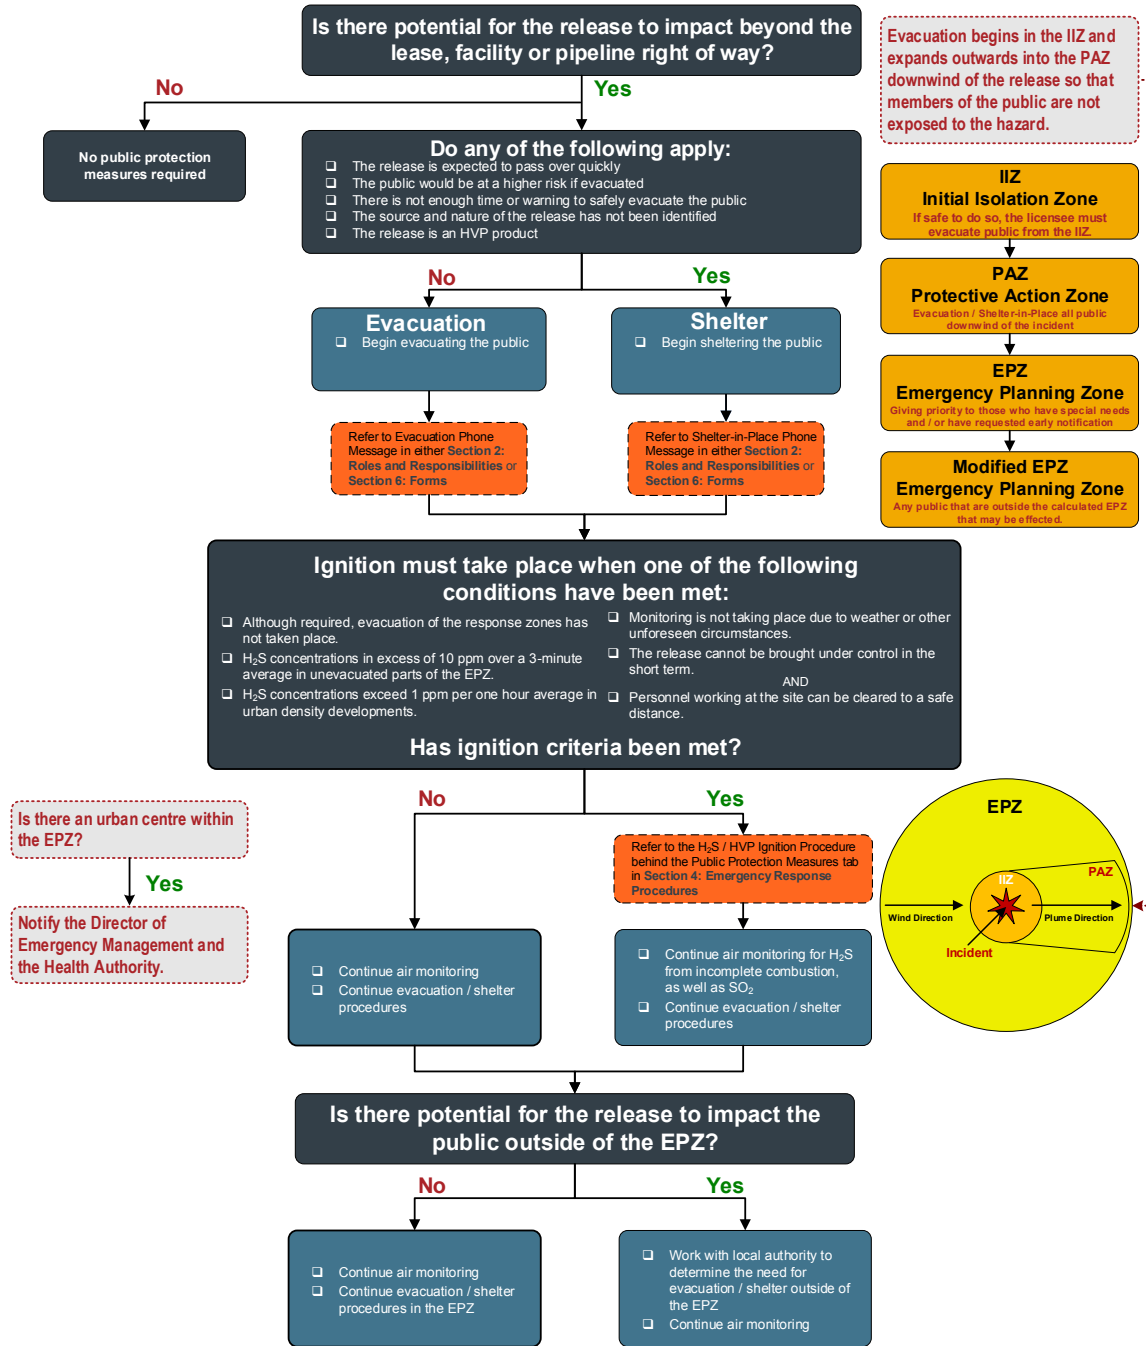 Is there potential for the release to impact beyond the
lease, facility or pipeline right of way?
No
Yes
No public protection
measures required
Do any of the following apply:
❑ The release is expected to pass over quickly
❑ The public would be at a higher risk if evacuated
❑ There is not enough time or warning to safely evacuate the public
❑ The source and nature of the release has not been identified
❑ The release is an HVP product
No
Yes
Evacuation
❑ Begin evacuating the public
Shelter
❑ Begin sheltering the public
Refer to Evacuation Phone
Message in either Section 2:
Roles and Responsibilities or
Section 6: Forms
Refer to Shelter-in-Place Phone
Message in either Section 2:
Roles and Responsibilities or
Section 6: Forms
Evacuation begins in the IIZ and
expands outwards into the PAZ
downwind of the release so that
members of the public are not
exposed to the hazard.
IIZ
Initial Isolation Zone
If safe to do so, the licensee must
evacuate public from the IIZ.
PAZ
Protective Action Zone
Evacuation / Shelter-in-Place all public
downwind of the incident
EPZ
Emergency Planning Zone
Giving priority to those who have special needs
and / or have requested early notification
Modified EPZ
Emergency Planning Zone
Any public that are outside the calculated EPZ
that may be effected.
Ignition must take place when one of the following
conditions have been met:
❑ Although required, evacuation of the response zones has
not taken place.
❑ H₂S concentrations in excess of 10 ppm over a 3-minute
average in unevacuated parts of the EPZ.
❑ H₂S concentrations exceed 1 ppm per one hour average in
urban density developments.
❑ Monitoring is not taking place due to weather or other
unforeseen circumstances.
❑ The release cannot be brought under control in the
short term.
AND
❑ Personnel working at the site can be cleared to a safe
distance.
Has ignition criteria been met?
No
Yes
Is there an urban centre within
the EPZ?
Yes
Notify the Director of
Emergency Management and
the Health Authority.
Refer to the H₂S / HVP Ignition Procedure
behind the Public Protection Measures tab
in Section 4: Emergency Response
Procedures
❑ Continue air monitoring
❑ Continue evacuation / shelter
procedures
❑ Continue air monitoring for H₂S
from incomplete combustion,
as well as SO₂
❑ Continue evacuation / shelter
procedures
EPZ
PAZ
IIZ
Wind Direction
Plume Direction
Incident
Is there potential for the release to impact the
public outside of the EPZ?
No
Yes
❑ Continue air monitoring
❑ Continue evacuation / shelter
procedures in the EPZ
❑ Work with local authority to
determine the need for
evacuation / shelter outside of
the EPZ
❑ Continue air monitoring